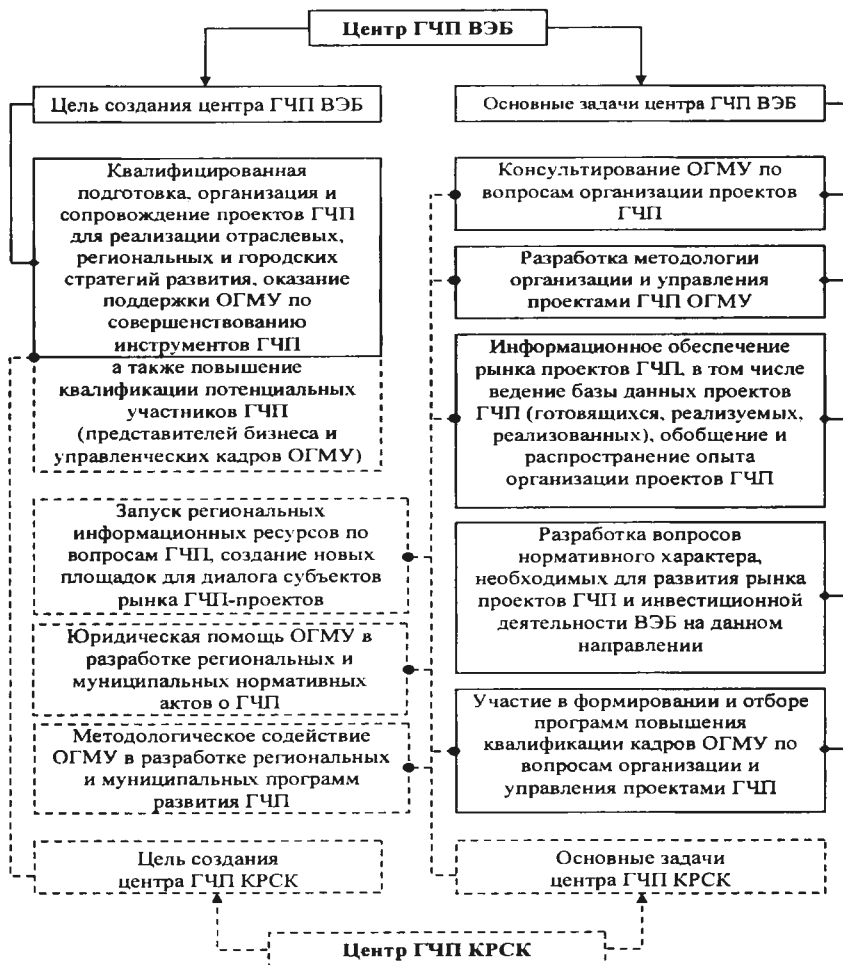 Центр ГЧП ВЭБ
Цель создания центра ГЧП ВЭБ
Основные задачи центра ГЧП ВЭБ
Квалифицированная
подготовка, организация и
сопровождение проектов ГЧП
для реализации отраслевых,
региональных и городских
стратегий развития, оказание
поддержки ОГМУ по
совершенствованию
инструментов ГЧП
а также повышение
квалификации потенциальных
участников ГЧП
(представителей бизнеса и
управленческих кадров ОГМУ)
Запуск региональных
информационных ресурсов по
вопросам ГЧП, создание новых
площадок для диалога субъектов
рынка ГЧП-проектов
Юридическая помощь ОГМУ в
разработке региональных и
муниципальных нормативных
актов о ГЧП
Методологическое содействие
ОГМУ в разработке региональных
и муниципальных программ
развития ГЧП
Цель создания
центра ГЧП КРСК
Консультирование ОГМУ по
вопросам организации проектов
ГЧП
Разработка методологии
организации и управления
проектами ГЧП ОГМУ
Информационное обеспечение
рынка проектов ГЧП, в том числе
ведение базы данных проектов
ГЧП (готовящихся, реализуемых,
реализованных), обобщение и
распространение опыта
организации проектов ГЧП
Разработка вопросов
нормативного характера,
необходимых для развития рынка
проектов ГЧП и инвестиционной
деятельности ВЭБ на данном
направлении
Участие в формировании и отборе
программ повышения
квалификации кадров ОГМУ по
вопросам организации и
управления проектами ГЧП
Основные задачи
центра ГЧП КРСК
Центр ГЧП КРСК